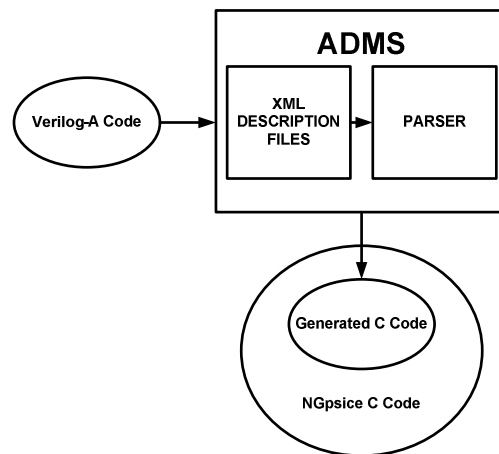 ADMS
Verilog-A Code
XML
DESCRIPTION
FILES
PARSER
Generated C Code
NGpsice C Code